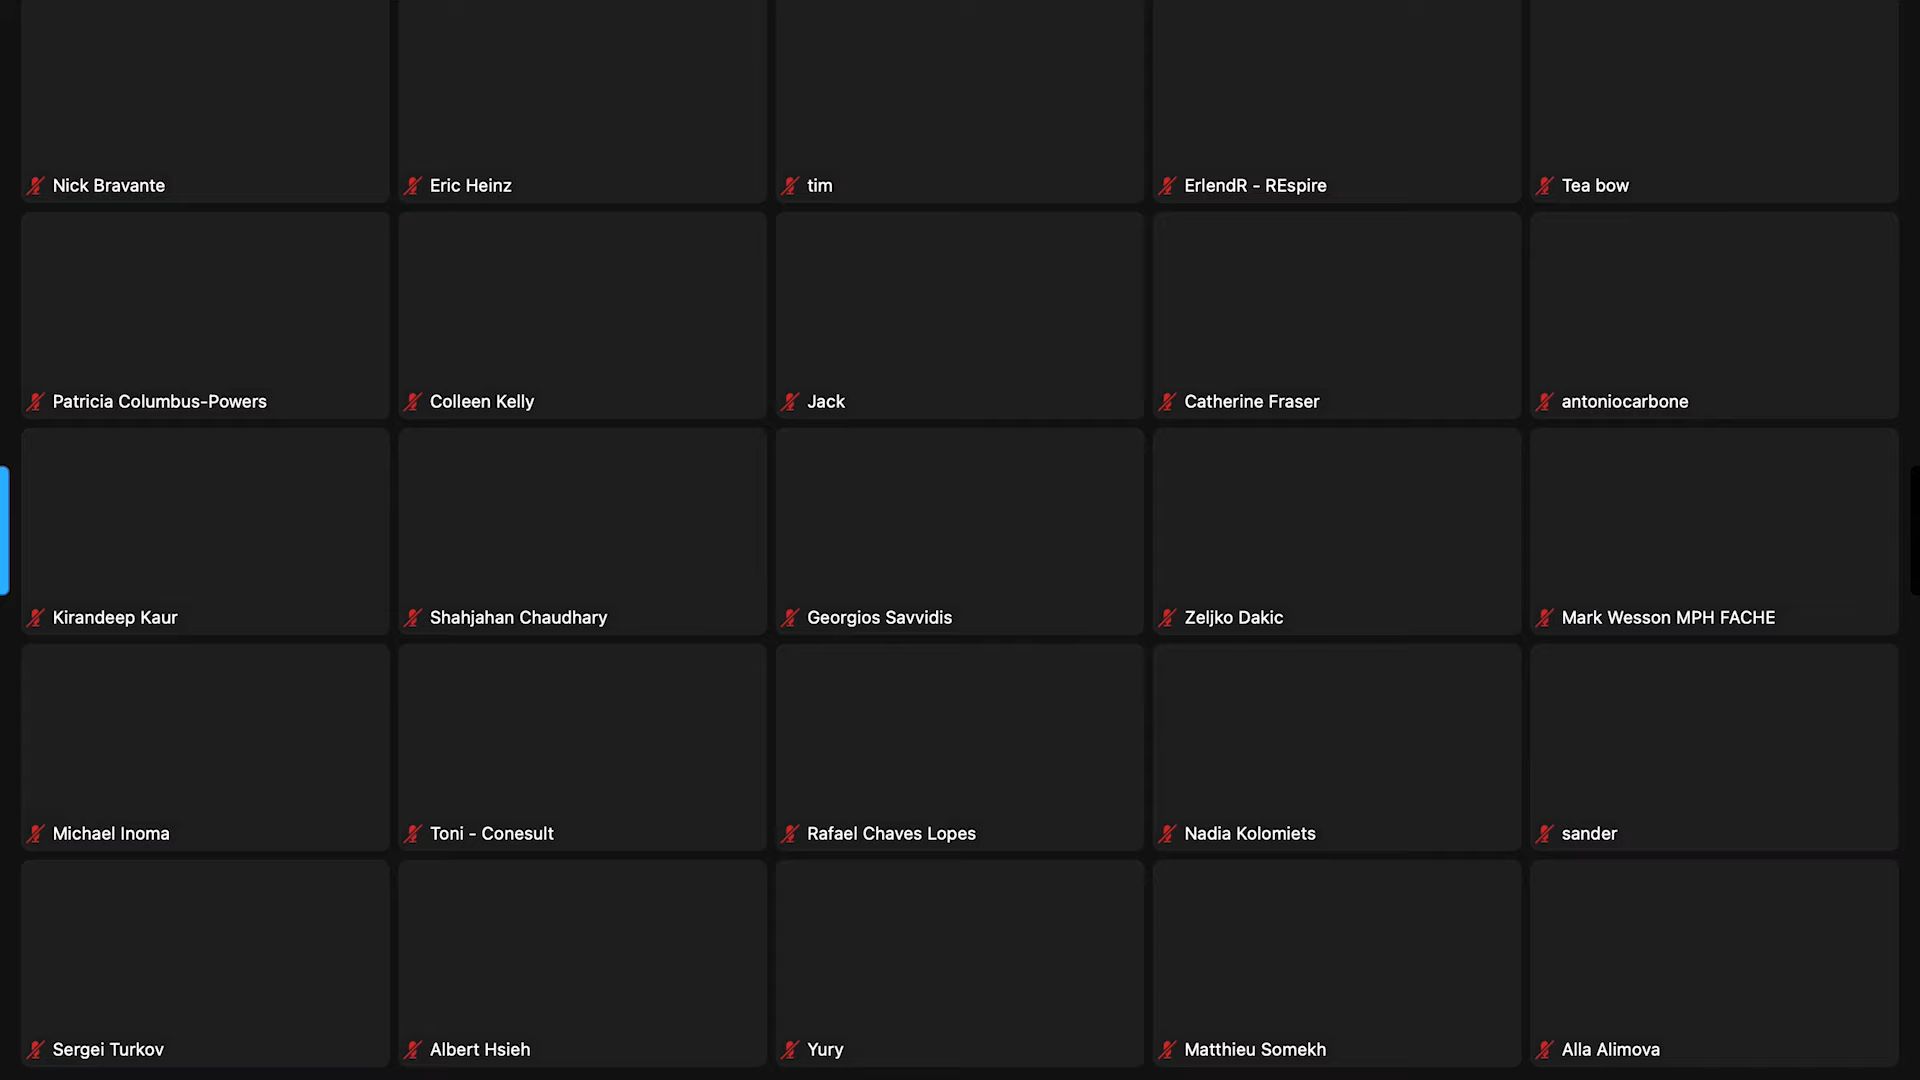 Nick Bravante
Eric Heinz
tim
ErlendR - REspire
Tea bow
Patricia Columbus-Powers
Colleen Kelly
Jack
Catherine Fraser
antoniocarbone
Kirandeep Kaur
Shahjahan Chaudhary
Georgios Savvidis
Zeljko Dakic
Mark Wesson MPH FACHE
Michael Inoma
Toni - Conesult
Rafael Chaves Lopes
Nadia Kolomiets
sander
Sergei Turkov
Albert Hsieh
Yury
Matthieu Somekh
Alla Alimova